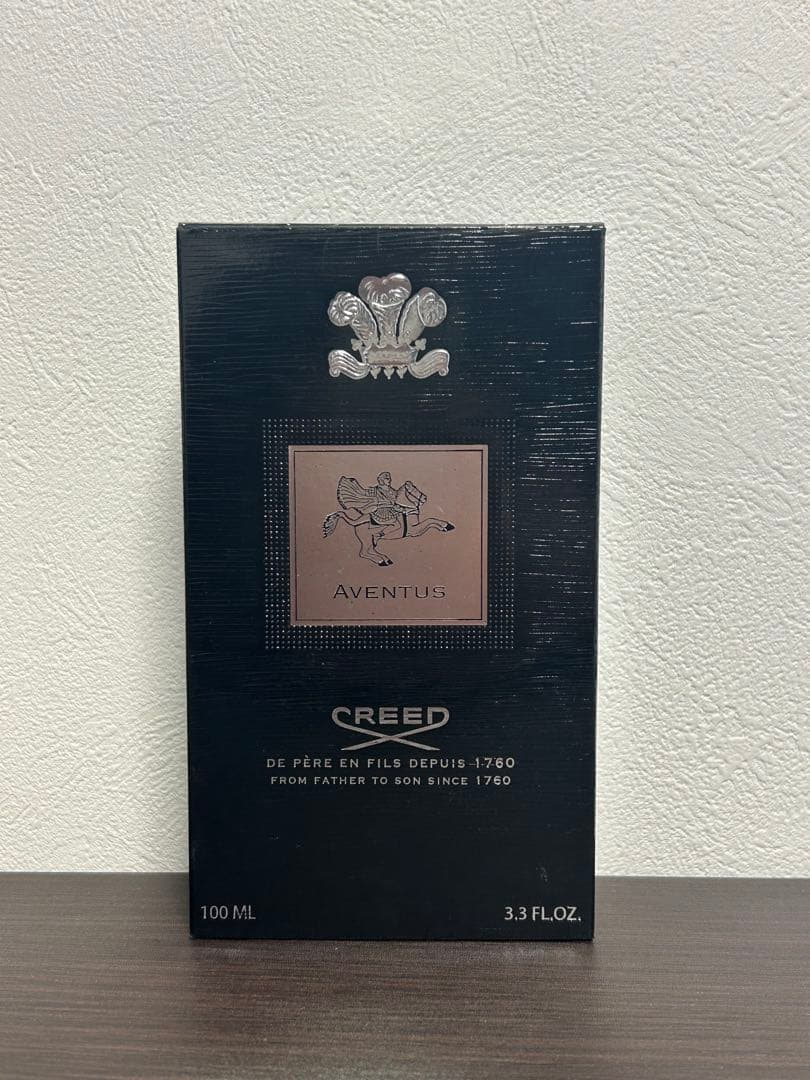 AVENTUS
CREED
DE PÈRE EN FILS DEPUIS 1760
FROM FATHER TO SON SINCE 1760
100 ML 3.3 FL.OZ.